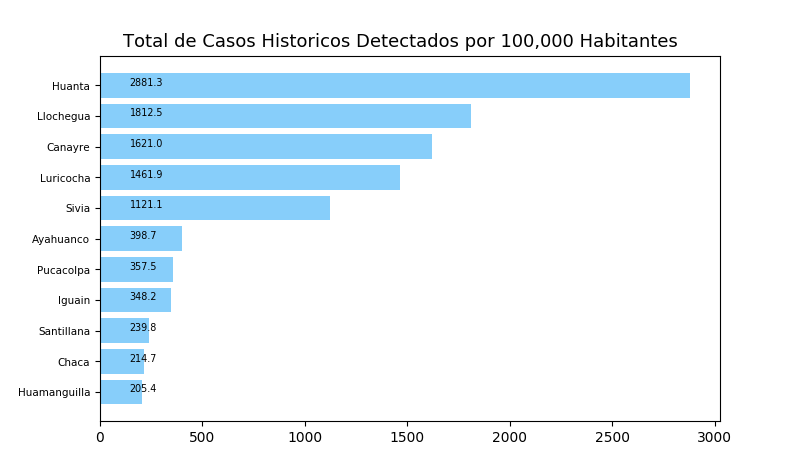 Total de Casos Historicos Detectados por 100,000 Habitantes
Huanta 2881.3
Llochegua 1812.5
Canayre 1621.0
Luricocha 1461.9
Sivia 1121.1
Ayahuanco 398.7
Pucacolpa 357.5
Iguain 348.2
Santillana 239.8
Chaca 214.7
Huamanguilla 205.4
0 500 1000 1500 2000 2500 3000